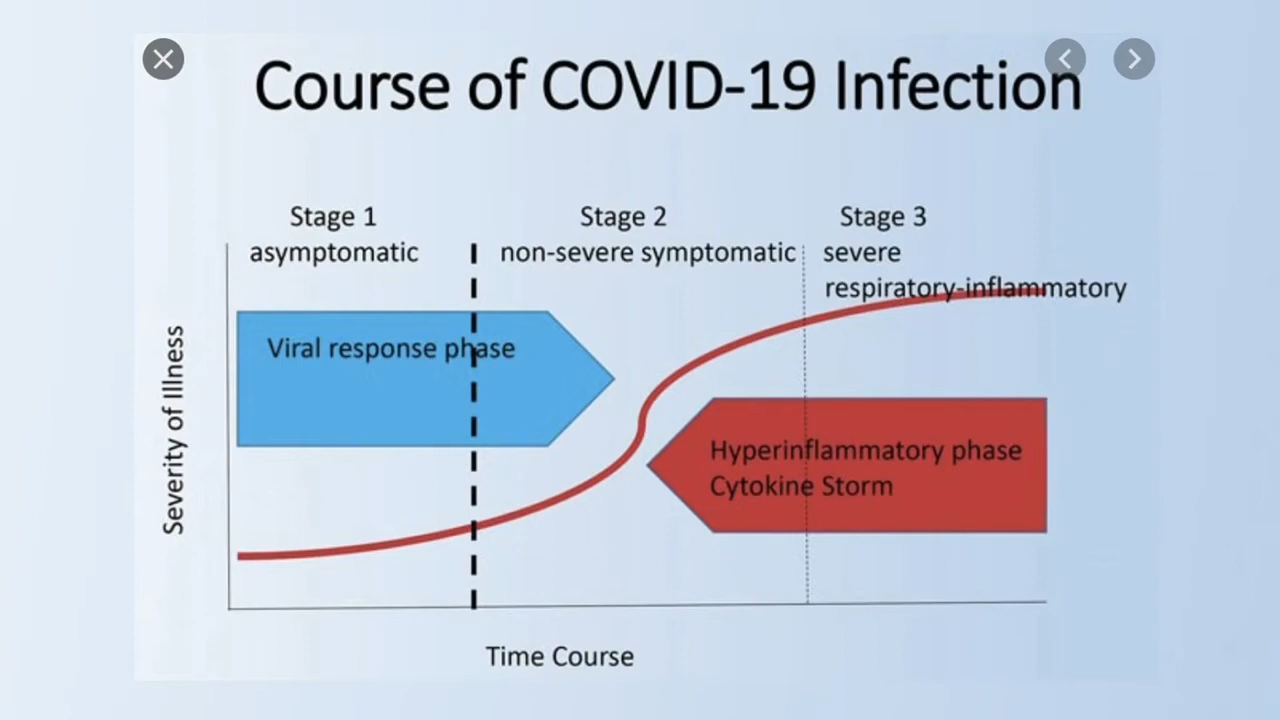 Course of COVID-19 Infection
Stage 1
asymptomatic
Stage 2
non-severe symptomatic
Stage 3
severe
respiratory-inflammatory
Severity of Illness
Viral response phase
Hyperinflammatory phase
Cytokine Storm
Time Course